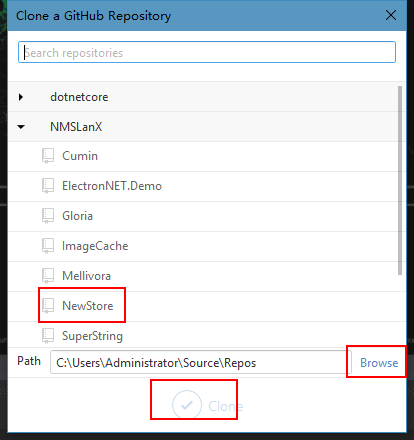 Clone a GitHub Repository
Search repositories
dotnetcore
NMSLanX
Cumin
ElectronNET.Demo
Gloria
ImageCache
Mellivora
NewStore
SuperString
Path C:\Users\Administrator\Source\Repos Browse
Clone